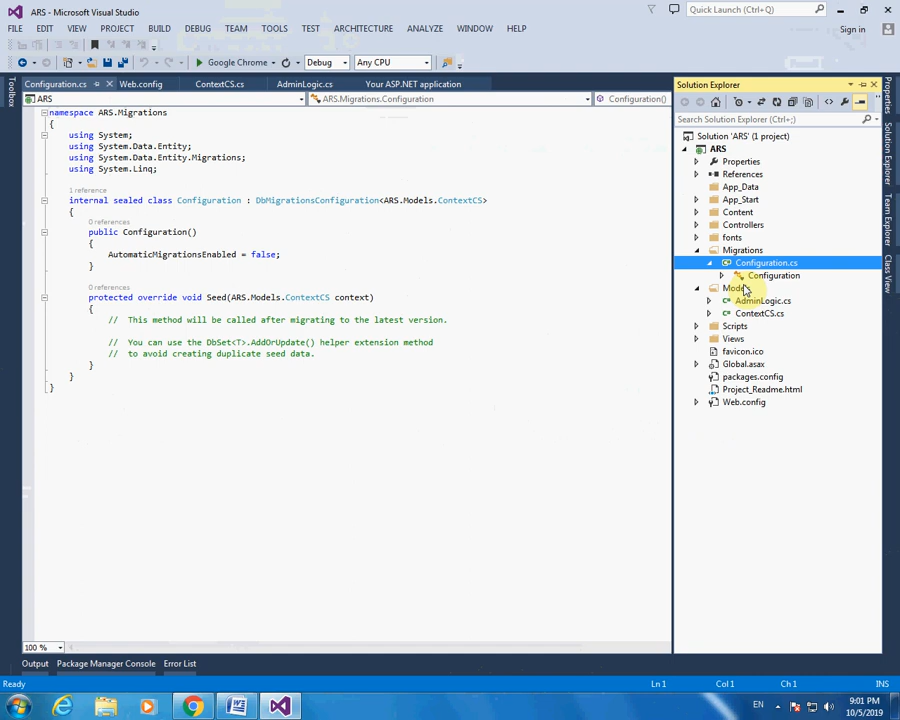 ARS - Microsoft Visual Studio
Quick Launch (Ctrl+Q)
FILE EDIT VIEW PROJECT BUILD DEBUG TEAM TOOLS TEST ARCHITECTURE ANALYZE WINDOW HELP
Sign in
Google Chrome Debug Any CPU
Toolbox
Configuration.cs Web.config ContextCS.cs AdminLogic.cs Your ASP.NET application
ARS ARS.Migrations.Configuration Configuration()
namespace ARS.Migrations
{
using System;
using System.Data.Entity;
using System.Data.Entity.Migrations;
using System.Linq;
1 reference
internal sealed class Configuration : DbMigrationsConfiguration<ARS.Models.ContextCS>
{
0 references
public Configuration()
{
AutomaticMigrationsEnabled = false;
}
0 references
protected override void Seed(ARS.Models.ContextCS context)
{
// This method will be called after migrating to the latest version.
// You can use the DbSet<T>.AddOrUpdate() helper extension method
// to avoid creating duplicate seed data.
}
}
}
100 %
Solution Explorer
Search Solution Explorer (Ctrl+;)
Solution 'ARS' (1 project)
ARS
Properties
References
App_Data
App_Start
Content
Controllers
fonts
Migrations
Configuration.cs
Configuration
AdminLogic.cs
ContextCS.cs
Scripts
Views
favicon.ico
Global.asax
packages.config
Project_Readme.html
Web.config
Properties
Solution Explorer
Team Explorer
Class View
Output Package Manager Console Error List
Ready Ln 1 Col 1 Ch 1 INS
EN 9:01 PM
10/5/2019